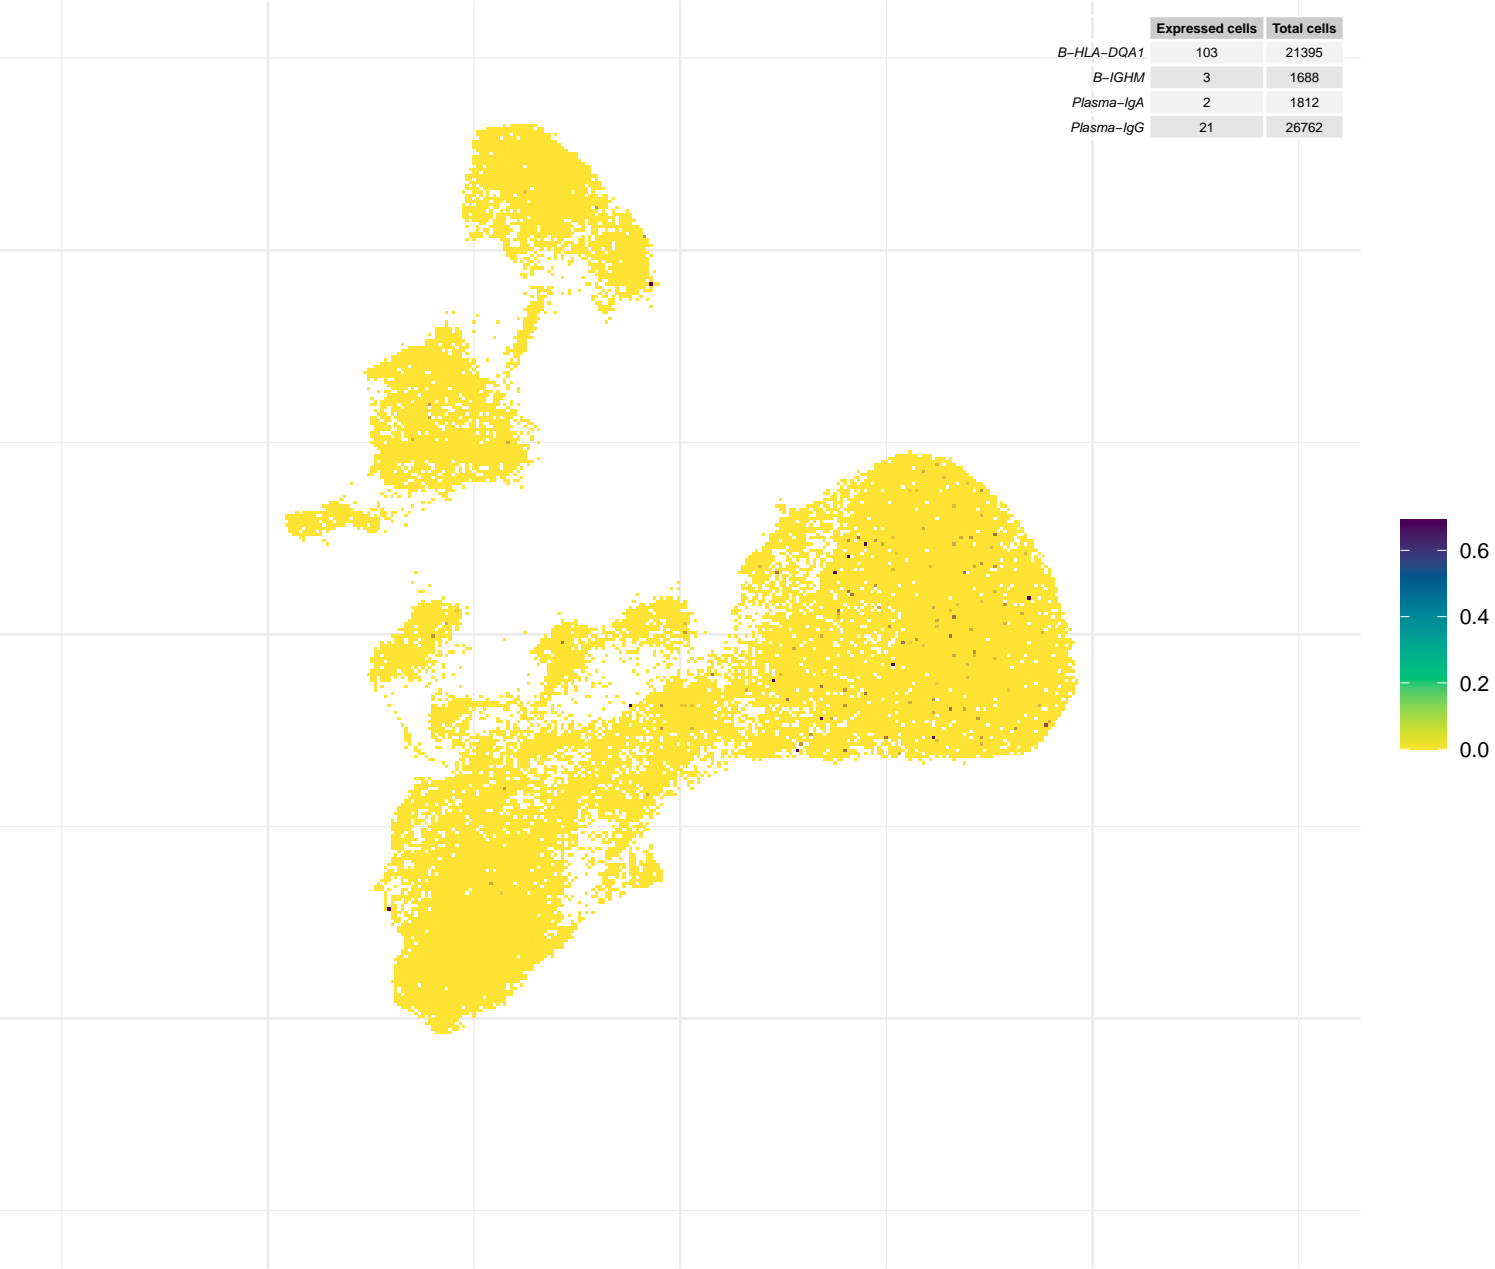 Expressed cells Total cells
B−HLA−DQA1 103 21395
B−IGHM 3 1688
Plasma−IgA 2 1812
Plasma−IgG 21 26762
0.6
0.4
0.2
0.0